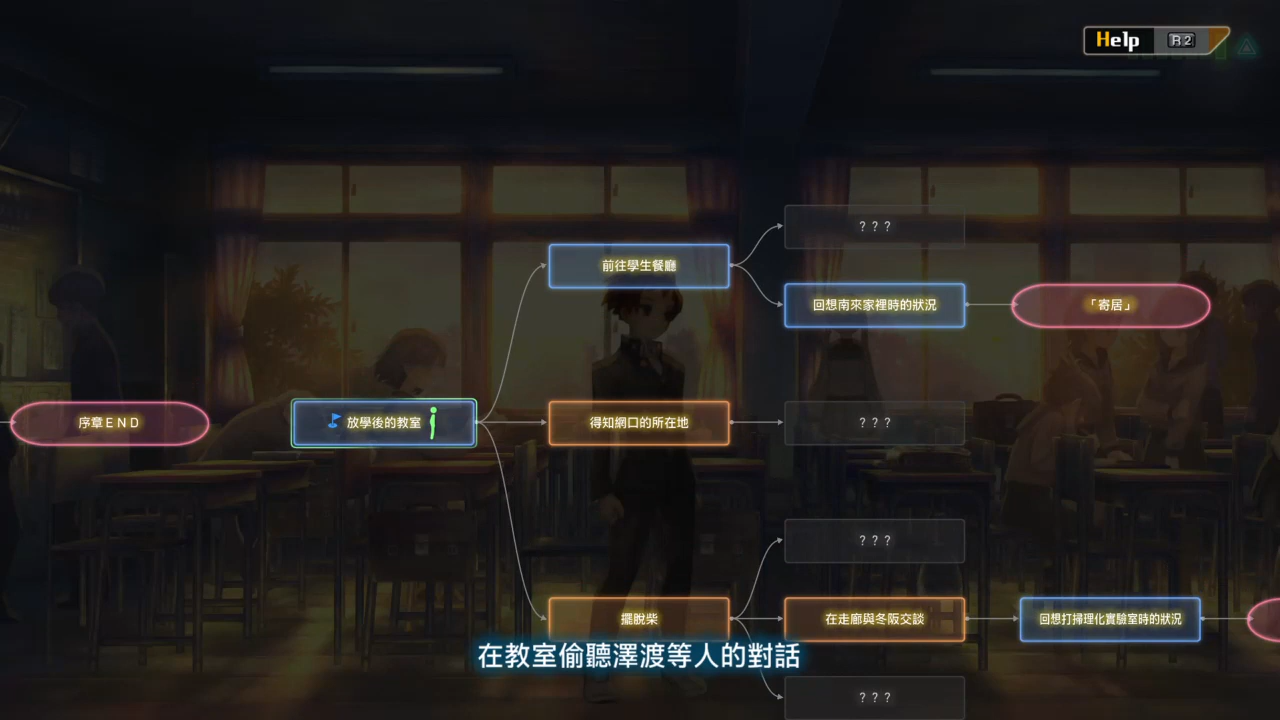 Help R2
？？？
前往學生餐廳
回想南來家裡時的狀況
「寄居」
序章ＥＮＤ
放學後的教室
得知網口的所在地
？？？
？？？
擺脫柴
在走廊與冬阪交談
回想打掃理化實驗室時的狀況
在教室偷聽澤渡等人的對話
？？？